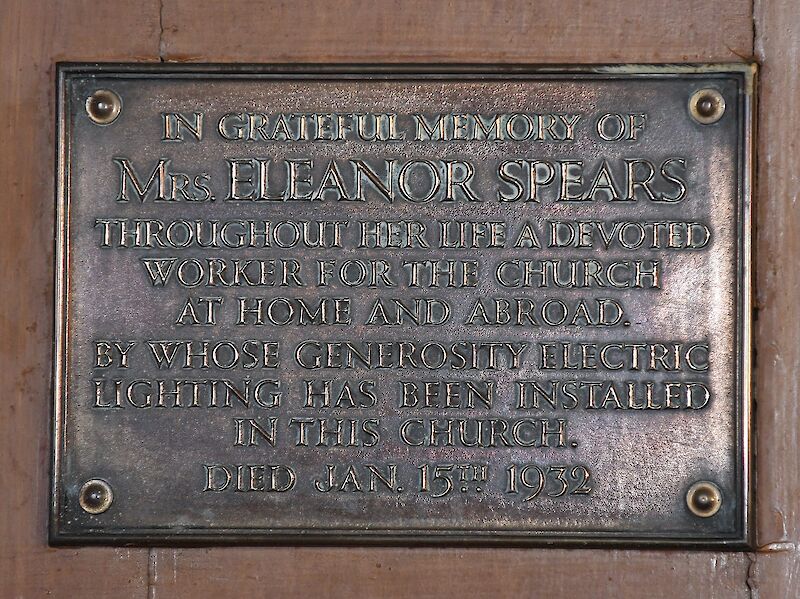 IN GRATEFUL MEMORY OF
MRS. ELEANOR SPEARS
THROUGHOUT HER LIFE A DEVOTED
WORKER FOR THE CHURCH
AT HOME AND ABROAD.
BY WHOSE GENEROSITY ELECTRIC
LIGHTING HAS BEEN INSTALLED
IN THIS CHURCH.
DIED JAN. 15TH 1932